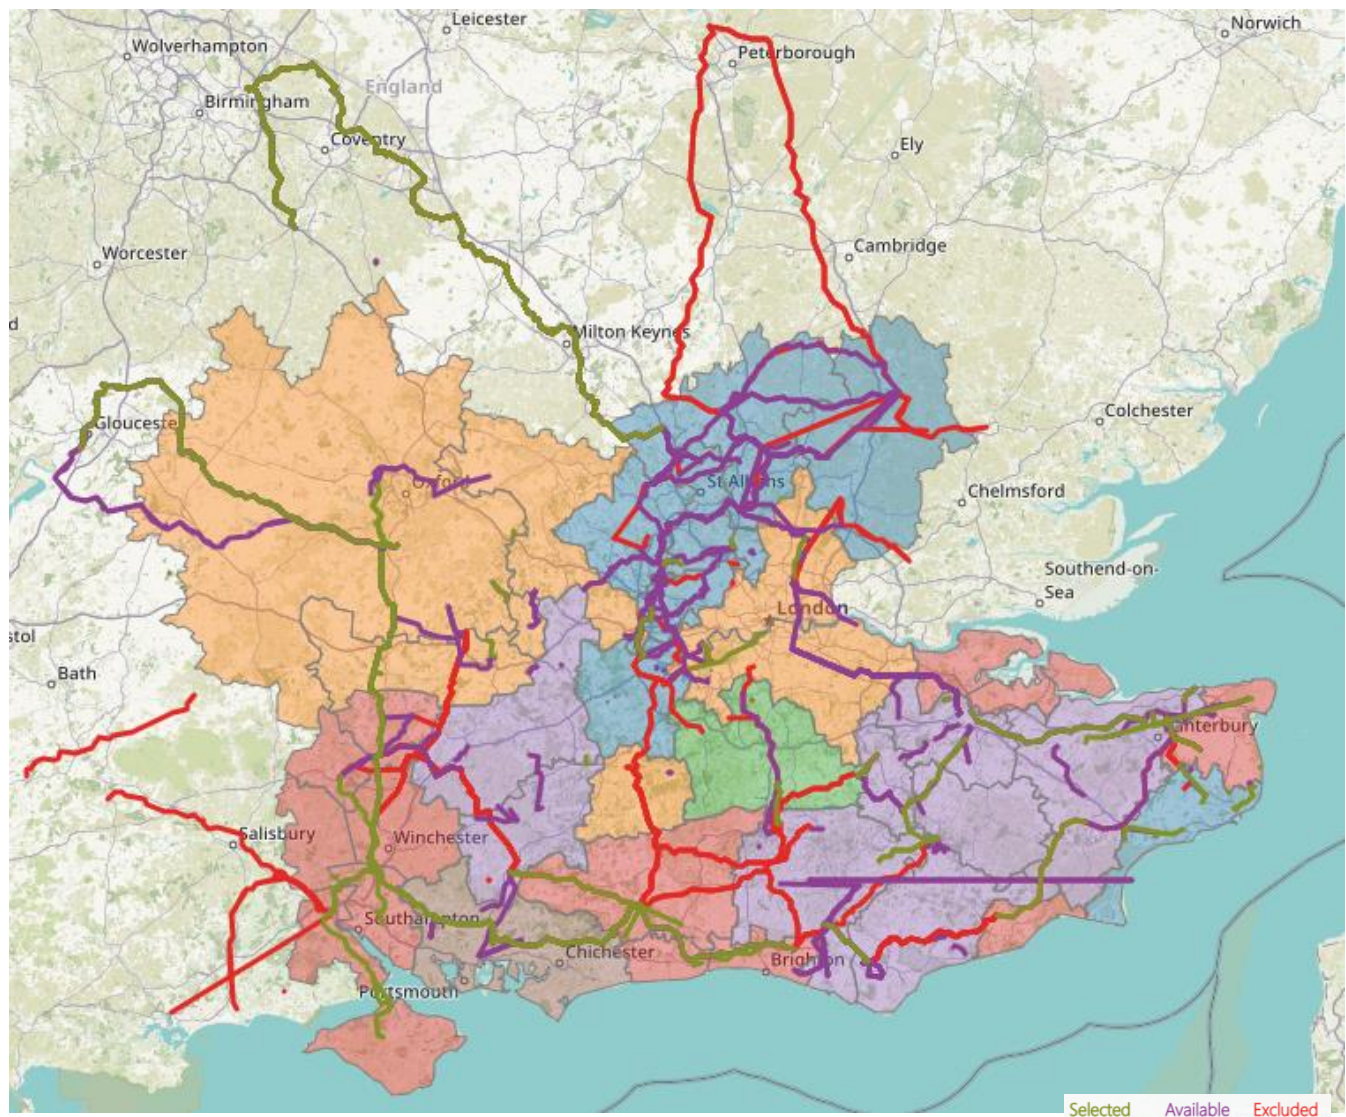 Leicester
Norwich
Wolverhampton
Peterborough
England
Birmingham
Coventry
Ely
Worcester
Cambridge
d
Milton Keynes
Gloucester
Colchester
Oxford
St Albans
Chelmsford
Southend-on-
Sea
London
stol
Bath
Canterbury
Salisbury
Winchester
Southampton
Chichester
Brighton
Portsmouth
Selected Available Excluded